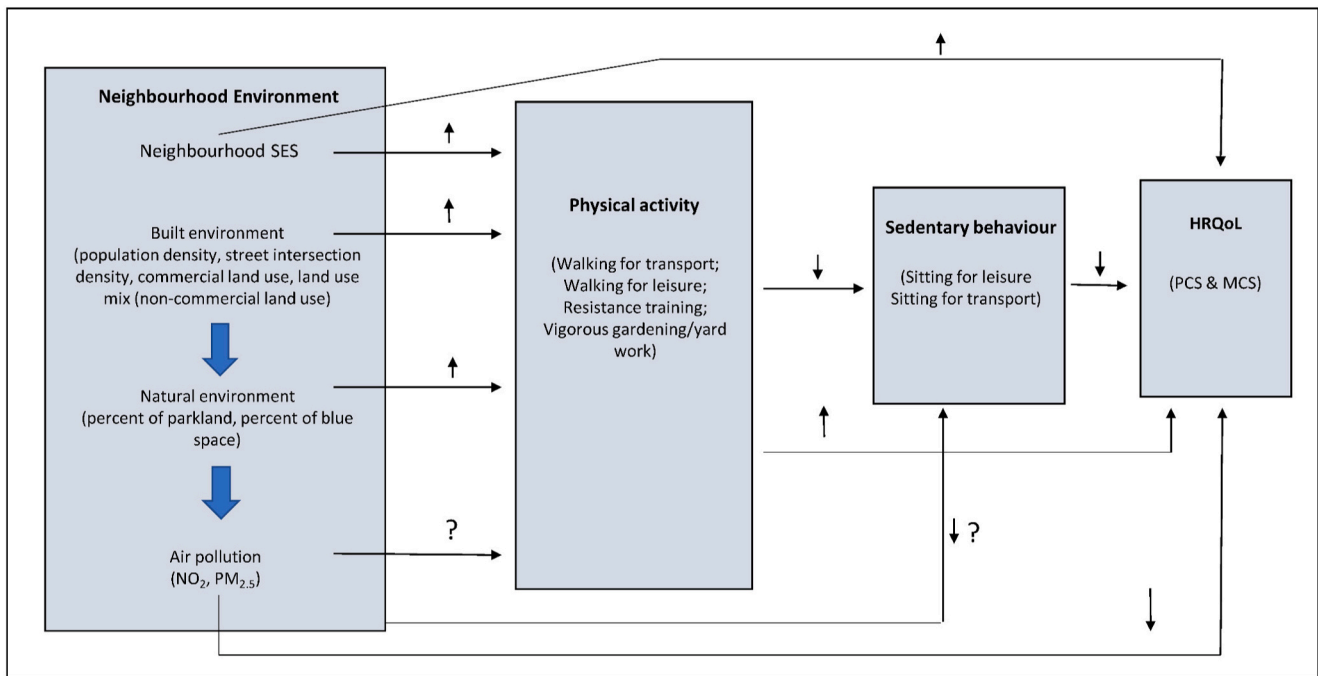 Neighbourhood Environment
Neighbourhood SES
Built environment
(population density, street intersection
density, commercial land use, land use
mix (non-commercial land use)
Natural environment
(percent of parkland, percent of blue
space)
Air pollution
(NO₂, PM₂.₅)
?
Physical activity
(Walking for transport;
Walking for leisure;
Resistance training;
Vigorous gardening/yard
work)
Sedentary behaviour
(Sitting for leisure
Sitting for transport)
?
HRQoL
(PCS & MCS)